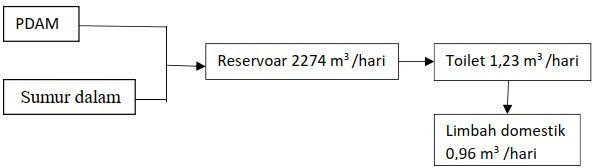 PDAM
Sumur dalam
Reservoar 2274 m³ /hari
Toilet 1,23 m³ /hari
Limbah domestik
0,96 m³ /hari